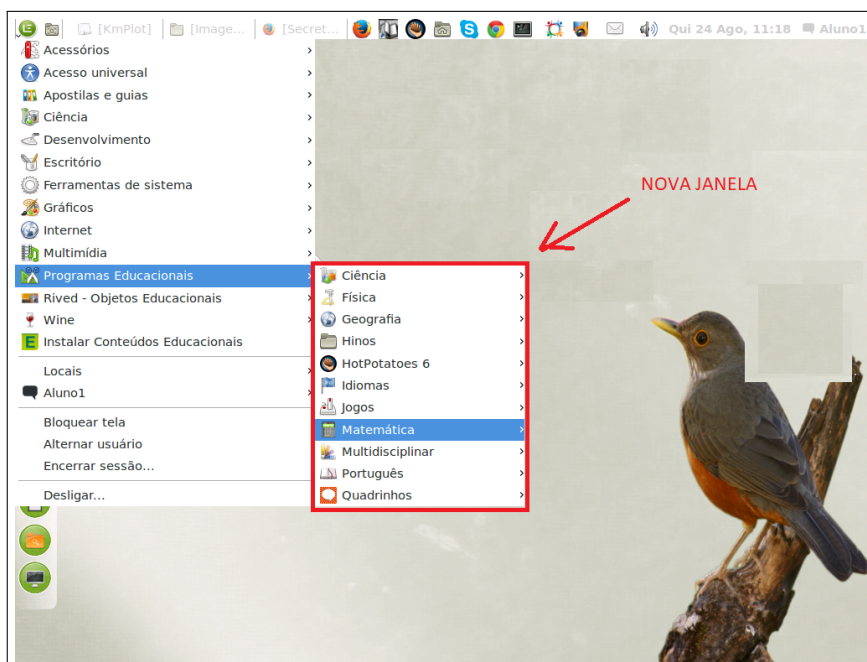 [KmPlot] [Image... [Secret... Qui 24 Ago, 11:18 Aluno1
Acessórios
Acesso universal
Apostilas e guias
Ciência
Desenvolvimento
Escritório
Ferramentas de sistema
Gráficos
Internet
Multimídia
Programas Educacionais
Rived - Objetos Educacionais
Wine
Instalar Conteúdos Educacionais
Locais
Aluno1
Bloquear tela
Alternar usuário
Encerrar sessão...
Desligar...
NOVA JANELA
Ciência
Física
Geografia
Hinos
HotPotatoes 6
Idiomas
Jogos
Matemática
Multidisciplinar
Português
Quadrinhos